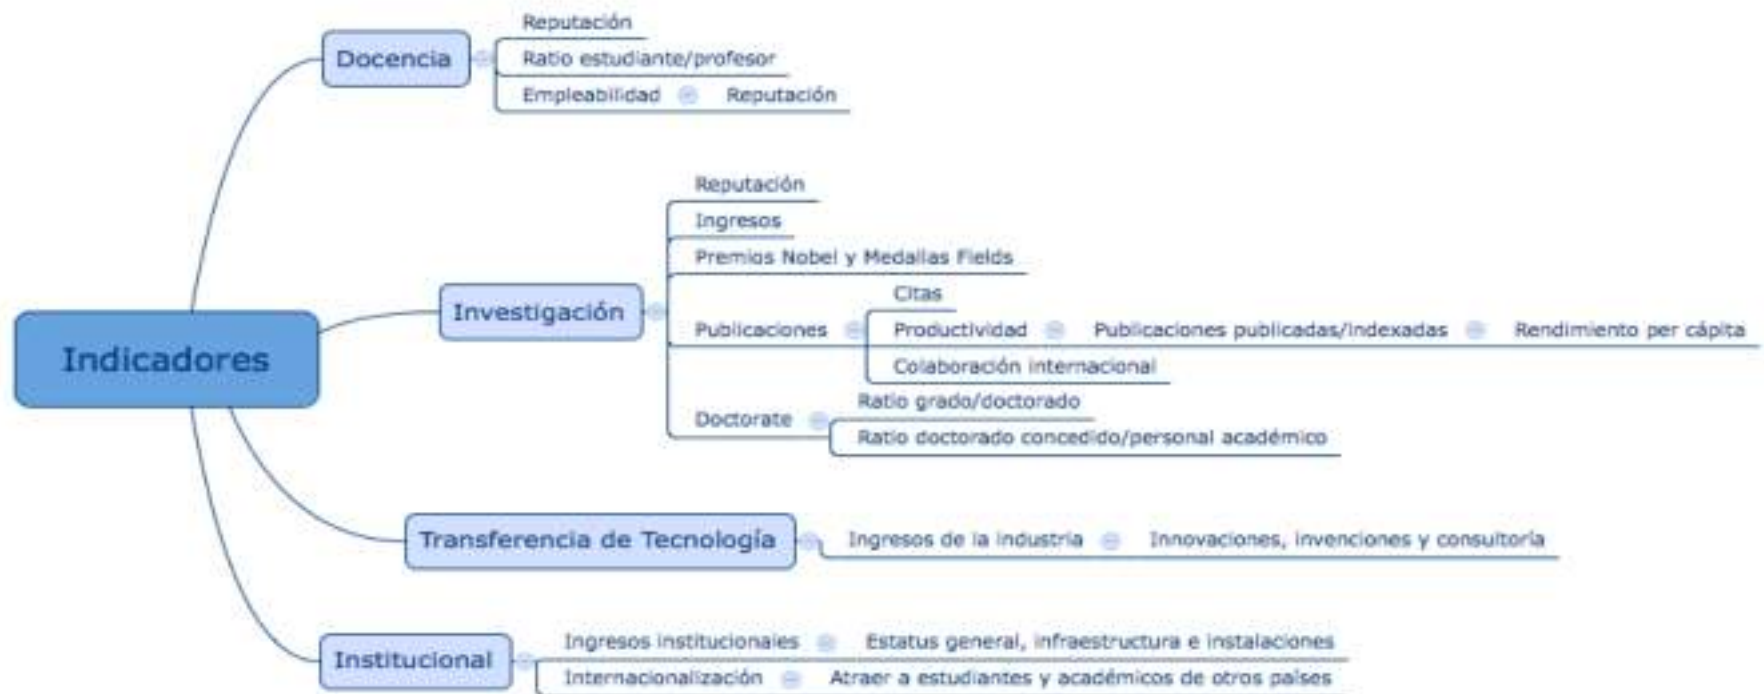 Reputación
Docencia
Ratio estudiante/profesor
Empleabilidad Reputación
Reputación
Ingresos
Premios Nobel y Medallas Fields
Citas
Investigación
Publicaciones Productividad Publicaciones publicadas/indexadas Rendimiento per cápita
Colaboración internacional
Indicadores
Ratio grado/doctorado
Doctorate
Ratio doctorado concedido/personal académico
Transferencia de Tecnología Ingresos de la industria Innovaciones, invenciones y consultoría
Ingresos institucionales Estatus general, infraestructura e instalaciones
Institucional
Internacionalización Atraer a estudiantes y académicos de otros países